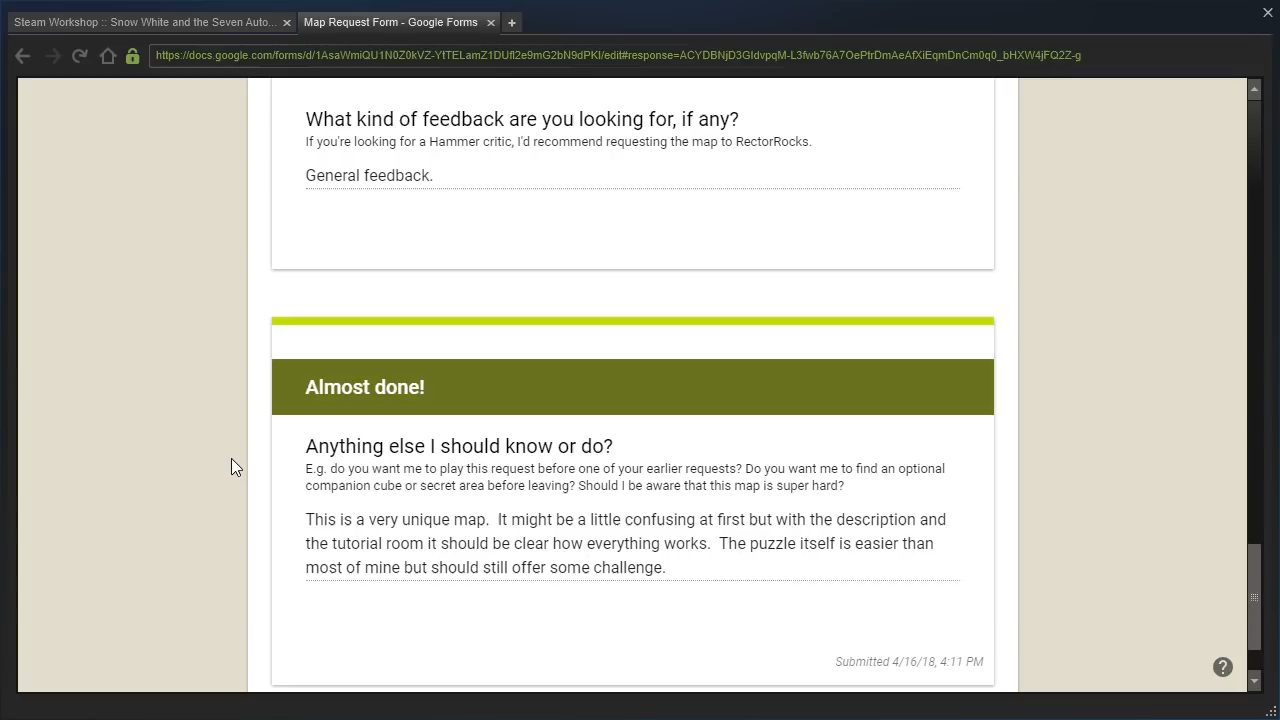 Steam Workshop :: Snow White and the Seven Auto...
Map Request Form - Google Forms
https://docs.google.com/forms/d/1AsaWmiQU1N0Z0kVZ-YtTELamZ1DUfl2e9mG2bN9dPKI/edit#response=ACYDBNjD3GIdvpqM-L3fwb76A7OePtrDmAeAfXiEqmDnCm0q0_bHXW4jFQ2Z-g
What kind of feedback are you looking for, if any?
If you're looking for a Hammer critic, I'd recommend requesting the map to RectorRocks.
General feedback.
Almost done!
Anything else I should know or do?
E.g. do you want me to play this request before one of your earlier requests? Do you want me to find an optional
companion cube or secret area before leaving? Should I be aware that this map is super hard?
This is a very unique map.  It might be a little confusing at first but with the description and
the tutorial room it should be clear how everything works.  The puzzle itself is easier than
most of mine but should still offer some challenge.
Submitted 4/16/18, 4:11 PM